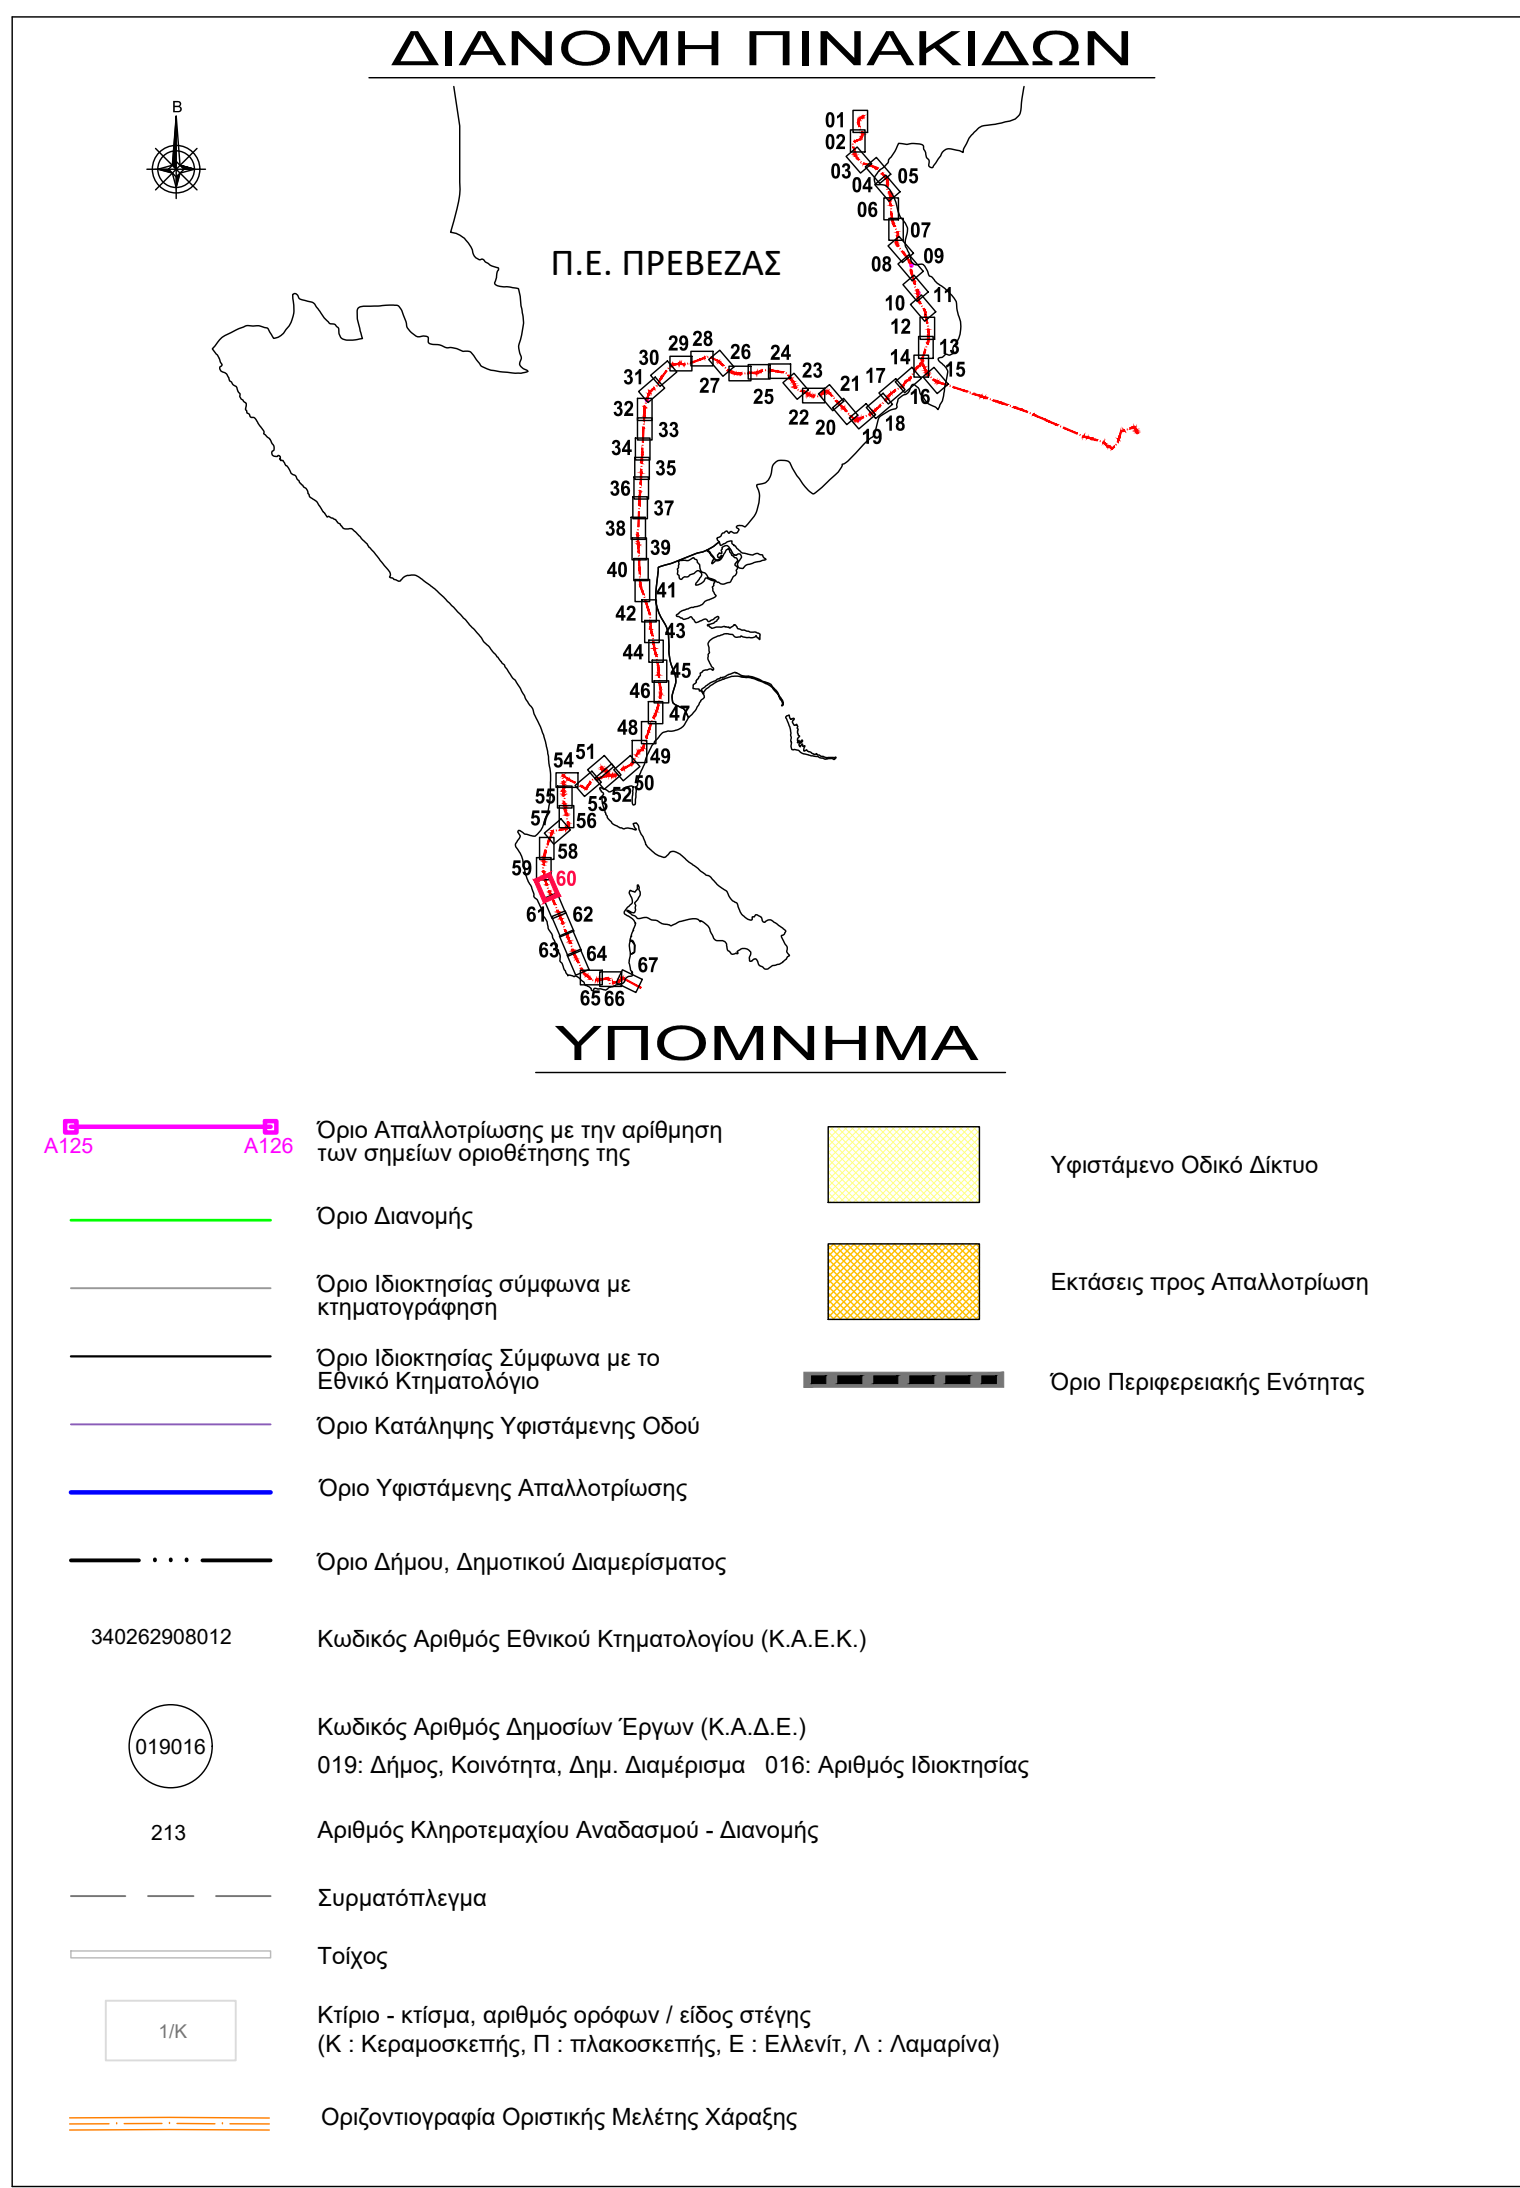 ΔΙΑΝΟΜΗ ΠΙΝΑΚΙΔΩΝ
Β
Π.Ε. ΠΡΕΒΕΖΑΣ
01
02
03
04
05
06
07
08
09
10
11
12
13
14
15
16
17
18
19
20
21
22
23
24
25
26
27
28
29
30
31
32
33
34
35
36
37
38
39
40
41
42
43
44
45
46
47
48
49
50
51
52
53
54
55
56
57
58
59
60
61
62
63
64
65
66
67
ΥΠΟΜΝΗΜΑ
A125
A126
Όριο Απαλλοτρίωσης με την αρίθμηση
των σημείων οριοθέτησης της
Όριο Διανομής
Όριο Ιδιοκτησίας σύμφωνα με
κτηματογράφηση
Όριο Ιδιοκτησίας Σύμφωνα με το
Εθνικό Κτηματολόγιο
Όριο Κατάληψης Υφιστάμενης Οδού
Όριο Υφιστάμενης Απαλλοτρίωσης
Όριο Δήμου, Δημοτικού Διαμερίσματος
340262908012
Κωδικός Αριθμός Εθνικού Κτηματολογίου (Κ.Α.Ε.Κ.)
019016
Κωδικός Αριθμός Δημοσίων Έργων (Κ.Α.Δ.Ε.)
019: Δήμος, Κοινότητα, Δημ. Διαμέρισμα 016: Αριθμός Ιδιοκτησίας
213
Αριθμός Κληροτεμαχίου Αναδασμού - Διανομής
Συρματόπλεγμα
Τοίχος
1/Κ
Κτίριο - κτίσμα, αριθμός ορόφων / είδος στέγης
(Κ : Κεραμοσκεπής, Π : πλακοσκεπής, Ε : Ελλενίτ, Λ : Λαμαρίνα)
Οριζοντιογραφία Οριστικής Μελέτης Χάραξης
Υφιστάμενο Οδικό Δίκτυο
Εκτάσεις προς Απαλλοτρίωση
Όριο Περιφερειακής Ενότητας